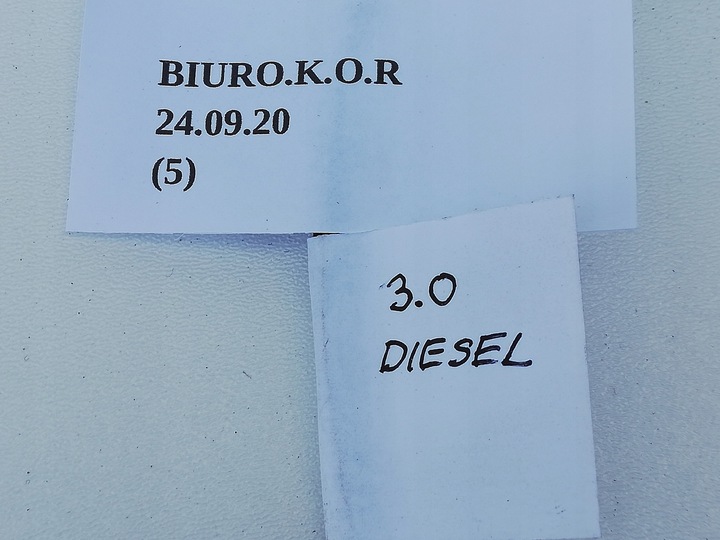 BIURO.K.O.R
24.09.20
(5)
3.0
DIESEL